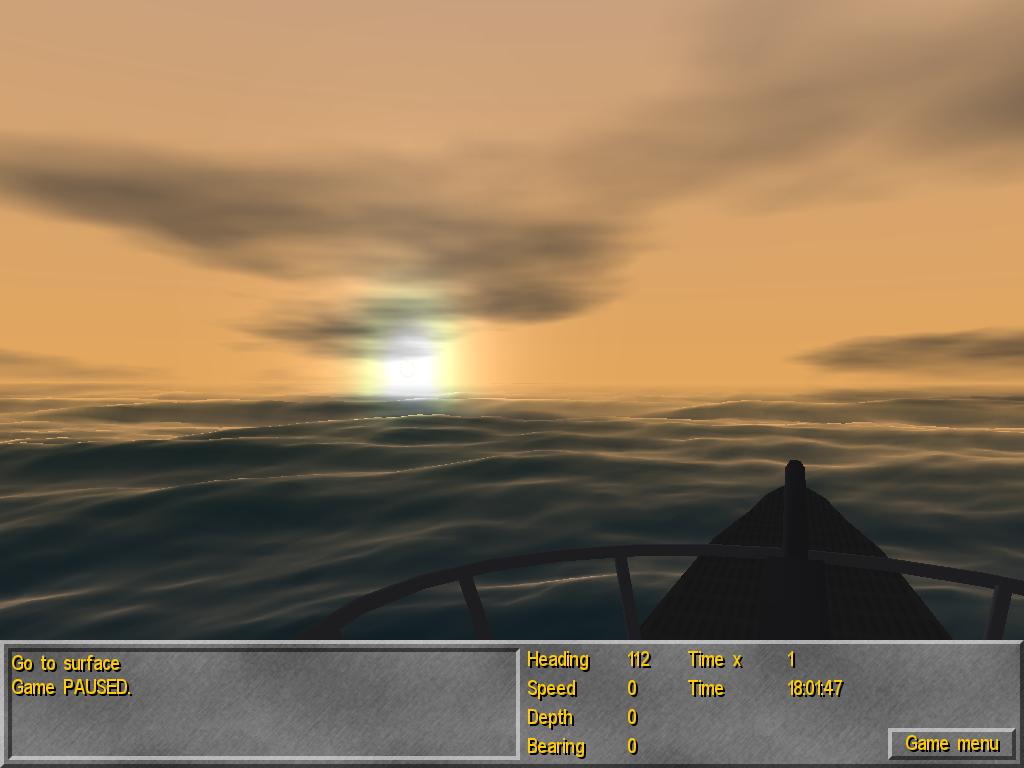 Go to surface
Game PAUSED.
Heading 112 Time x 1
Speed 0 Time 18:01:47
Depth 0
Bearing 0
Game menu